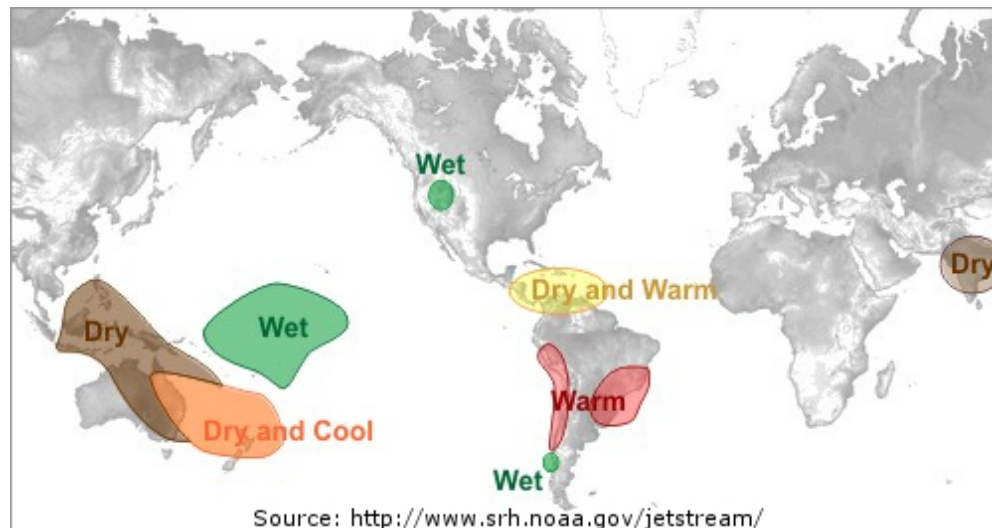 Wet
Dry
Dry and Warm
Dry
Wet
Warm
Dry and Cool
Wet
Source: http://www.srh.noaa.gov/jetstream/